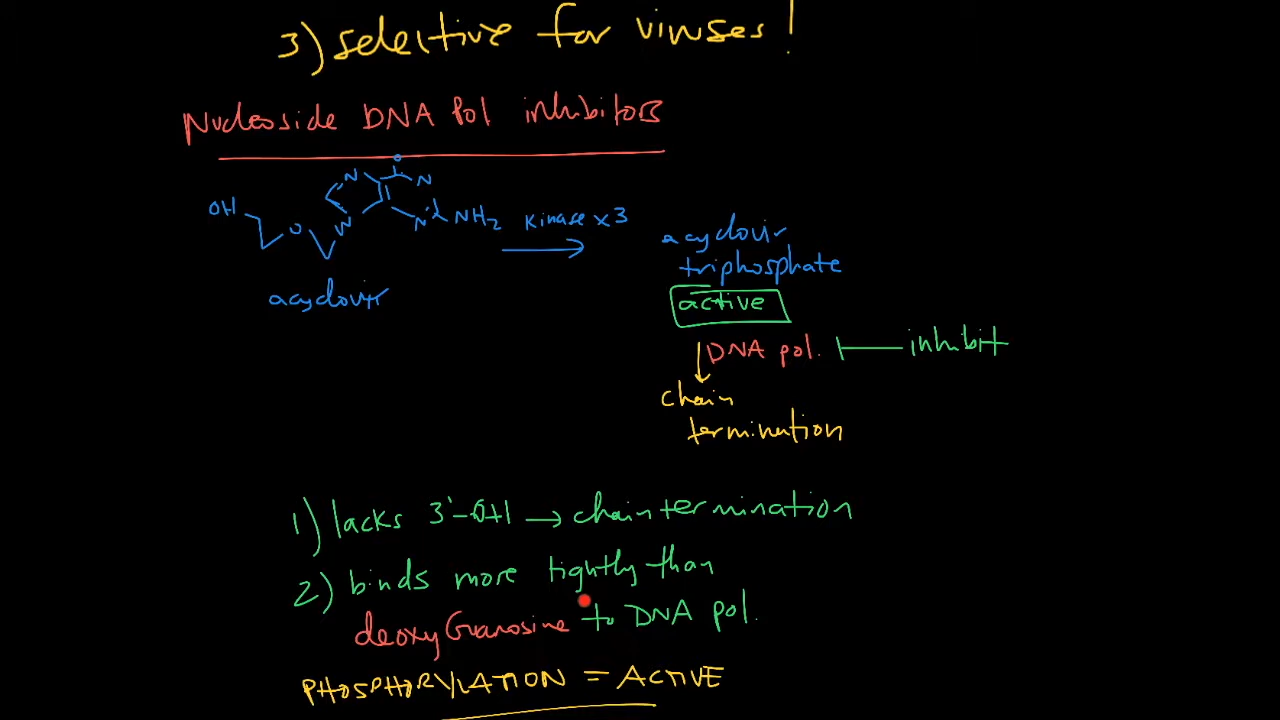 3) selective for viruses!
Nucleoside DNA Pol inhibitors
O
N
N
OH
O
N
N
NH2
Kinase x3
acyclovir
acyclovir
triphosphate
active
DNA pol.
inhibit
chain
termination
1) lacks 3'-OH → chain termination
2) binds more tightly than
deoxyGuanosine to DNA pol.
PHOSPHORYLATION = ACTIVE